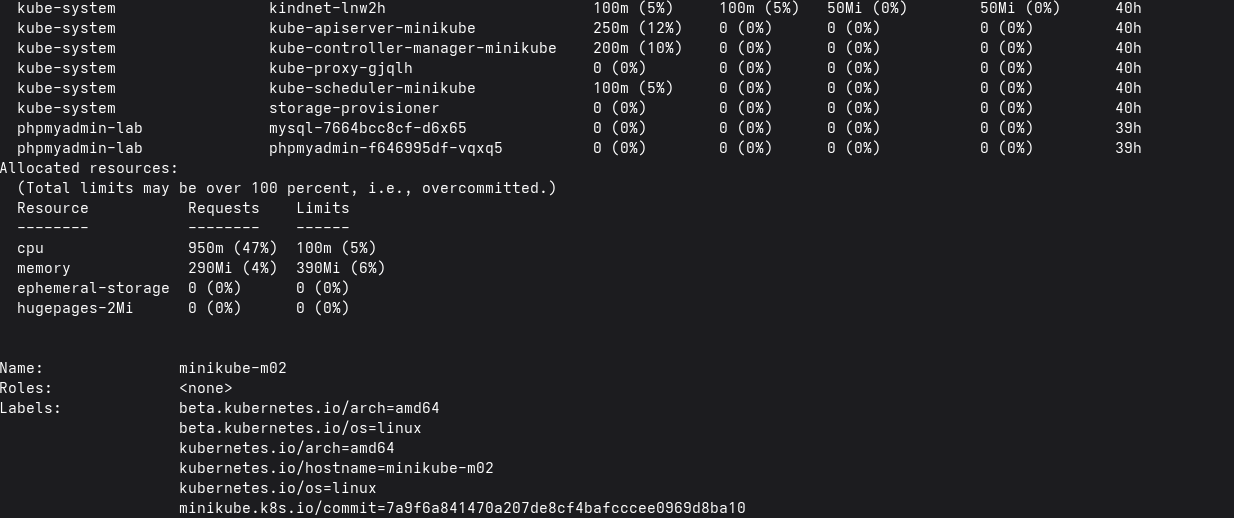 kube-system kindnet-lnw2h 100m (5%) 100m (5%) 50Mi (0%) 50Mi (0%) 40h
kube-system kube-apiserver-minikube 250m (12%) 0 (0%) 0 (0%) 0 (0%) 40h
kube-system kube-controller-manager-minikube 200m (10%) 0 (0%) 0 (0%) 0 (0%) 40h
kube-system kube-proxy-gjqlh 0 (0%) 0 (0%) 0 (0%) 0 (0%) 40h
kube-system kube-scheduler-minikube 100m (5%) 0 (0%) 0 (0%) 0 (0%) 40h
kube-system storage-provisioner 0 (0%) 0 (0%) 0 (0%) 0 (0%) 40h
phpmyadmin-lab mysql-7664bcc8cf-d6x65 0 (0%) 0 (0%) 0 (0%) 0 (0%) 39h
phpmyadmin-lab phpmyadmin-f646995df-vqxq5 0 (0%) 0 (0%) 0 (0%) 0 (0%) 39h
Allocated resources:
(Total limits may be over 100 percent, i.e., overcommitted.)
Resource Requests Limits
-------- -------- ------
cpu 950m (47%) 100m (5%)
memory 290Mi (4%) 390Mi (6%)
ephemeral-storage 0 (0%) 0 (0%)
hugepages-2Mi 0 (0%) 0 (0%)
Name: minikube-m02
Roles: <none>
Labels: beta.kubernetes.io/arch=amd64
beta.kubernetes.io/os=linux
kubernetes.io/arch=amd64
kubernetes.io/hostname=minikube-m02
kubernetes.io/os=linux
minikube.k8s.io/commit=7a9f6a841470a207de8cf4bafcccee0969d8ba10